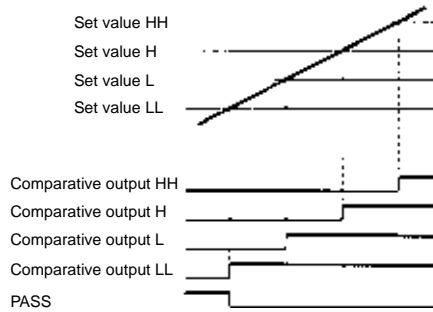 Set value HH
Set value H
Set value L
Set value LL
Comparative output HH
Comparative output H
Comparative output L
Comparative output LL
PASS